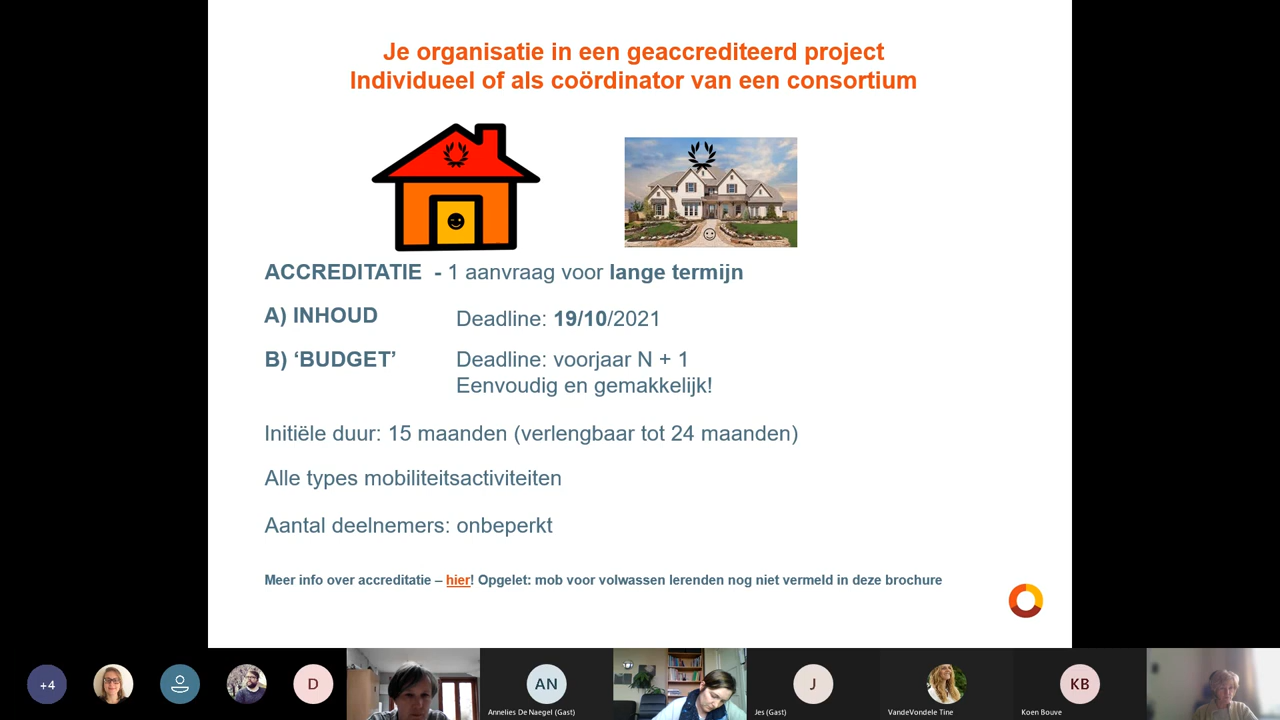 Je organisatie in een geaccrediteerd project
Individueel of als coördinator van een consortium
ACCREDITATIE - 1 aanvraag voor lange termijn
A) INHOUD Deadline: 19/10/2021
B) ‘BUDGET’ Deadline: voorjaar N + 1
Eenvoudig en gemakkelijk!
Initiële duur: 15 maanden (verlengbaar tot 24 maanden)
Alle types mobiliteitsactiviteiten
Aantal deelnemers: onbeperkt
Meer info over accreditatie – hier! Opgelet: mob voor volwassen lerenden nog niet vermeld in deze brochure
+4
D
AN
Annelies De Naegel (Gast)
J
Jes (Gast)
VandeVondele Tine
KB
Koen Bouve